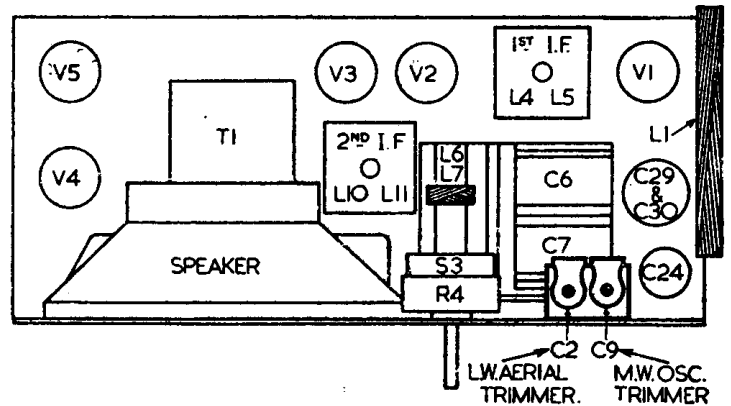 V5
V3
V2
1ST I.F.
L4 L5
V1
T1
L1
2ND I.F
L10 L11
L6
L7
C6
C29
&
C30
V4
C7
SPEAKER
S3
R4
C24
C2 C9
L.W. AERIAL
TRIMMER.
M.W. OSC.
TRIMMER